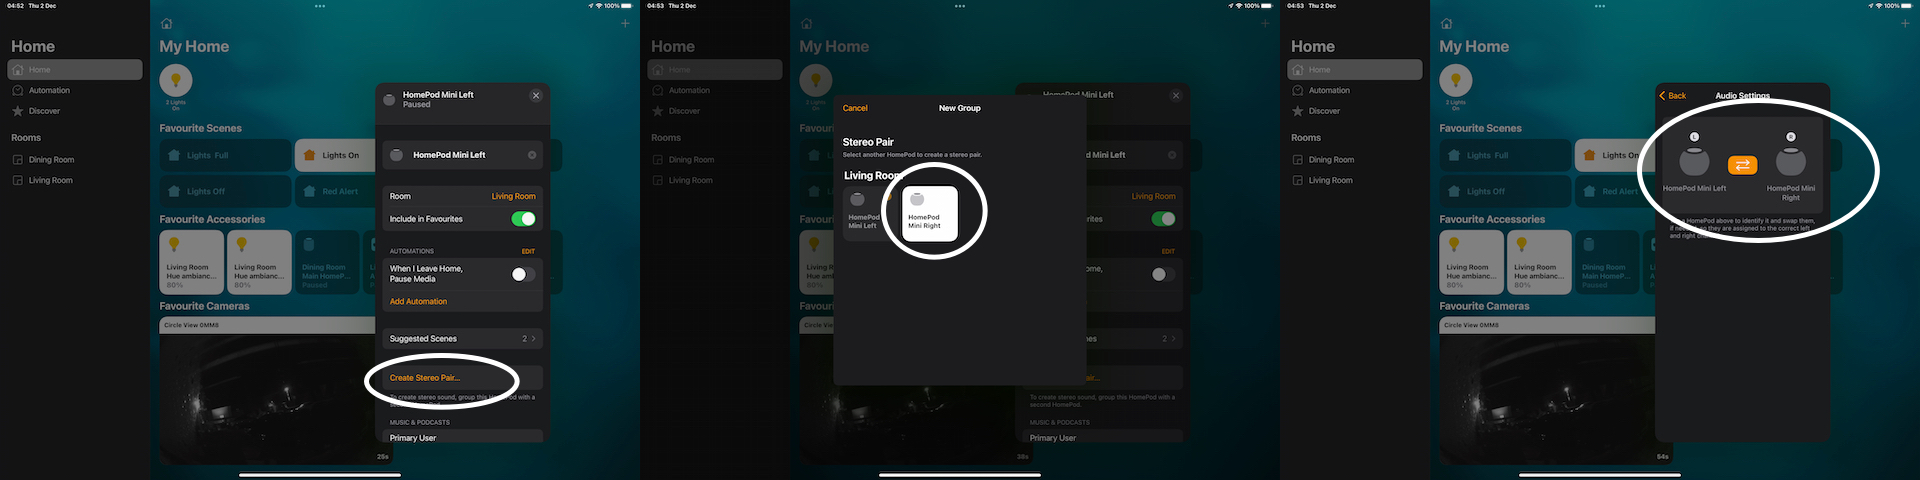 04:52 Thu 2 Dec
100%
Home
Home
Automation
Discover
Rooms
Dining Room
Living Room
My Home
2 Lights
On
Favourite Scenes
Lights Full
Lights On
Lights Off
Red Alert
Favourite Accessories
Living Room
Hue ambianc...
80%
Living Room
Hue ambianc...
80%
Dining Room
Main HomeP...
Paused
Favourite Cameras
Circle View 0MM8
25s
HomePod Mini Left
Paused
HomePod Mini Left
Room
Living Room
Include in Favourites
AUTOMATIONS
EDIT
When I Leave Home,
Pause Media
Add Automation
Suggested Scenes
2
Create Stereo Pair...
To create stereo sound, group this HomePod with a
second HomePod.
MUSIC & PODCASTS
Primary User
04:53 Thu 2 Dec
100%
Home
Home
Automation
Discover
Rooms
Dining Room
Living Room
My Home
2 Lights
On
Favourite Scenes
Lights Full
Lights Off
Favourite Accessories
Living Room
Hue ambi
80%
Favourite Cameras
Circle Vi
38s
HomePod Mini Left
Mini Left
Living Room
rites
EDIT
ome,
nes
2
air...
To create stereo sound, group this HomePod with a
second HomePod.
MUSIC & PODCASTS
Primary User
Cancel
New Group
Stereo Pair
Select another HomePod to create a stereo pair.
Living Room
HomePod
Mini Left
HomePod
Mini Right
04:53 Thu 2 Dec
100%
Home
Home
Automation
Discover
Rooms
Dining Room
Living Room
My Home
2 Lights
On
Favourite Scenes
Lights Full
Lights On
Lights Off
Red Alert
Favourite Accessories
Living Room
Hue ambianc...
80%
Living Room
Hue ambianc...
80%
Dining Room
Main HomeP
Paused
Favourite Cameras
Circle View 0MM8
54s
Back
Audio Settings
L
R
HomePod Mini Left
HomePod Mini
Right
a HomePod above to identify it and swap them,
if need so they are assigned to the correct left
and right